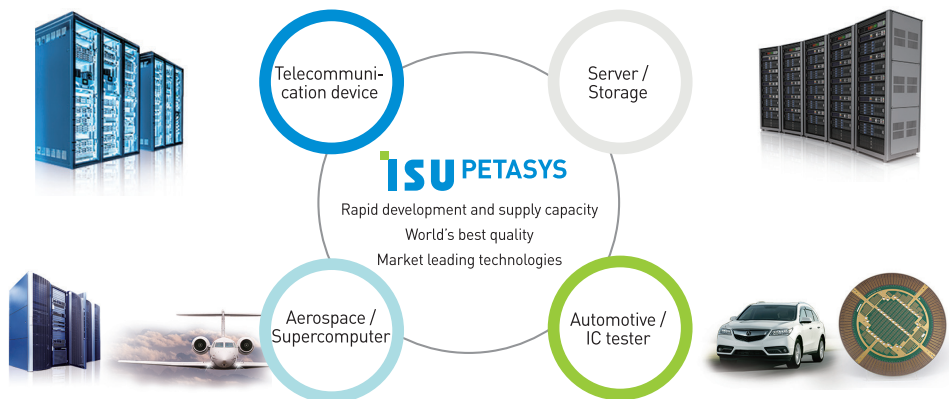 Telecommuni-
cation device
Server /
Storage
ISU PETASYS
Rapid development and supply capacity
World's best quality
Market leading technologies
Aerospace /
Supercomputer
Automotive /
IC tester